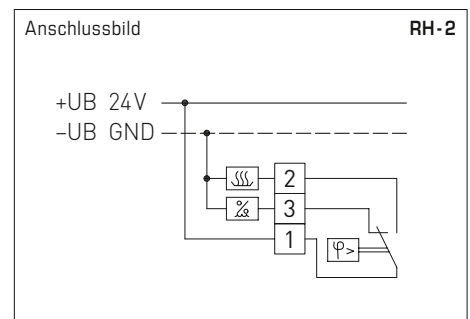 Anschlussbild RH-2
+UB 24V
–UB GND
2
%
3
1
φ>